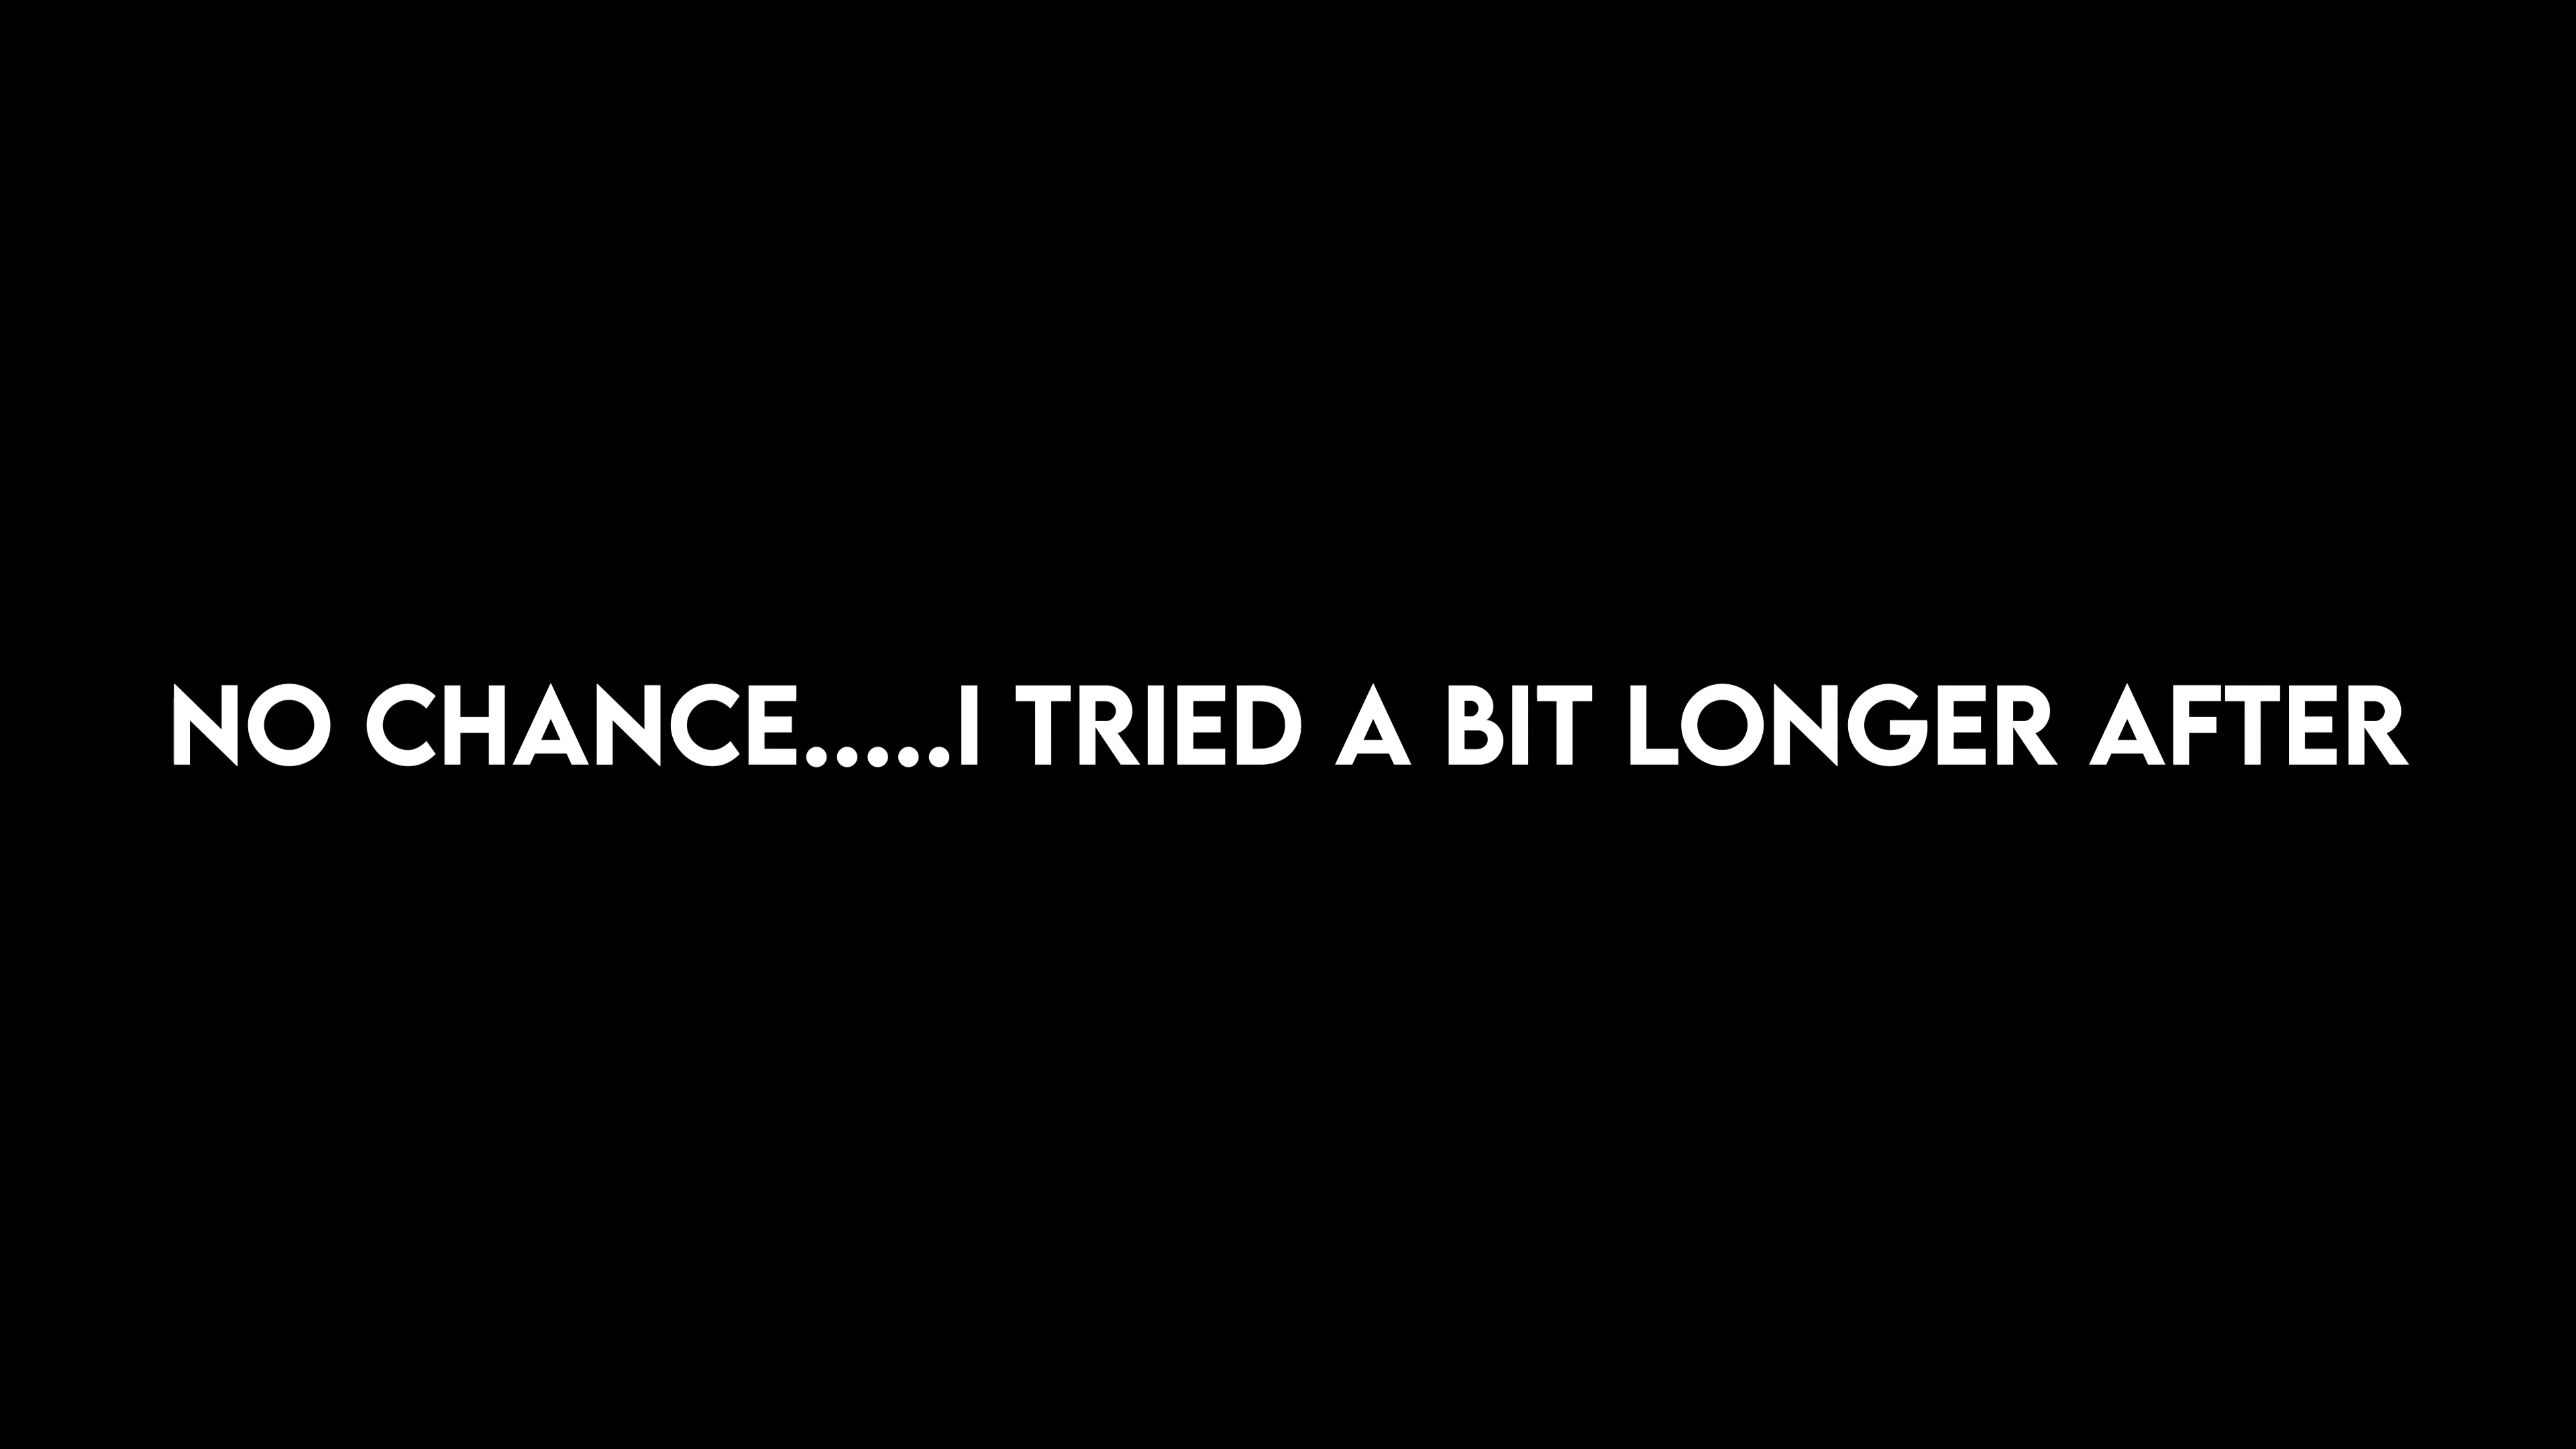 NO CHANCE.....I TRIED A BIT LONGER AFTER